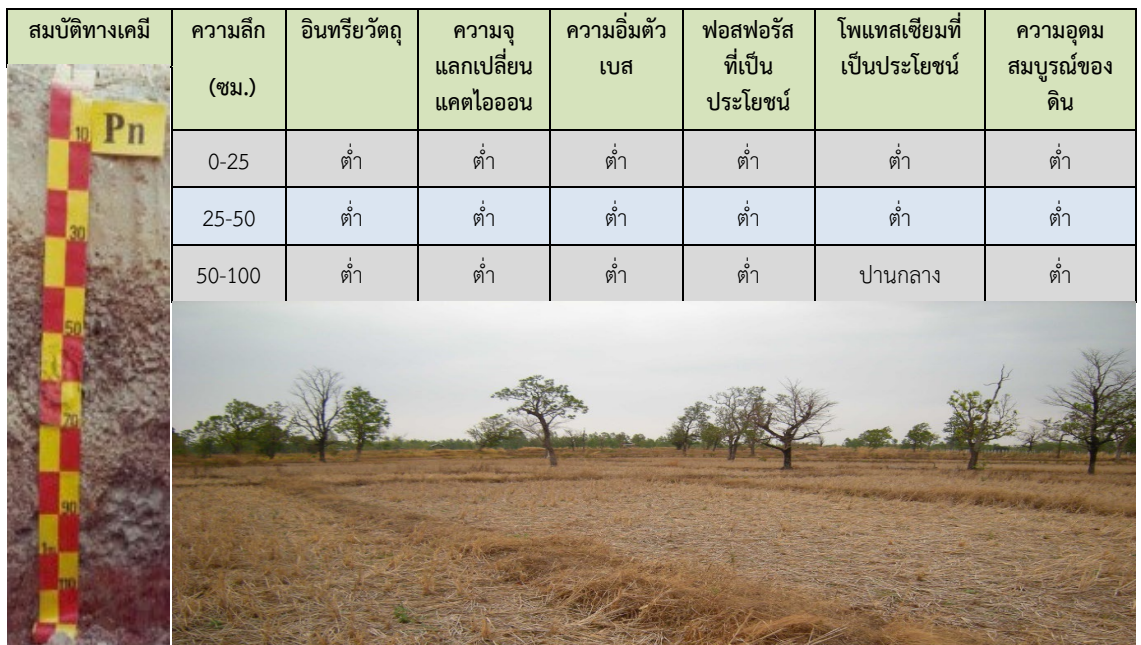 สมบัติทางเคมี ความลึก (ซม.) อินทรียวัตถุ ความจุแลกเปลี่ยนแคตไอออน ความอิ่มตัวเบส ฟอสฟอรัสที่เป็นประโยชน์ โพแทสเซียมที่เป็นประโยชน์ ความอุดมสมบูรณ์ของดิน
0-25 ต่ำ ต่ำ ต่ำ ต่ำ ต่ำ ต่ำ
25-50 ต่ำ ต่ำ ต่ำ ต่ำ ต่ำ ต่ำ
50-100 ต่ำ ต่ำ ต่ำ ต่ำ ปานกลาง ต่ำ
Pn
10
30
50
70
90
1m
110